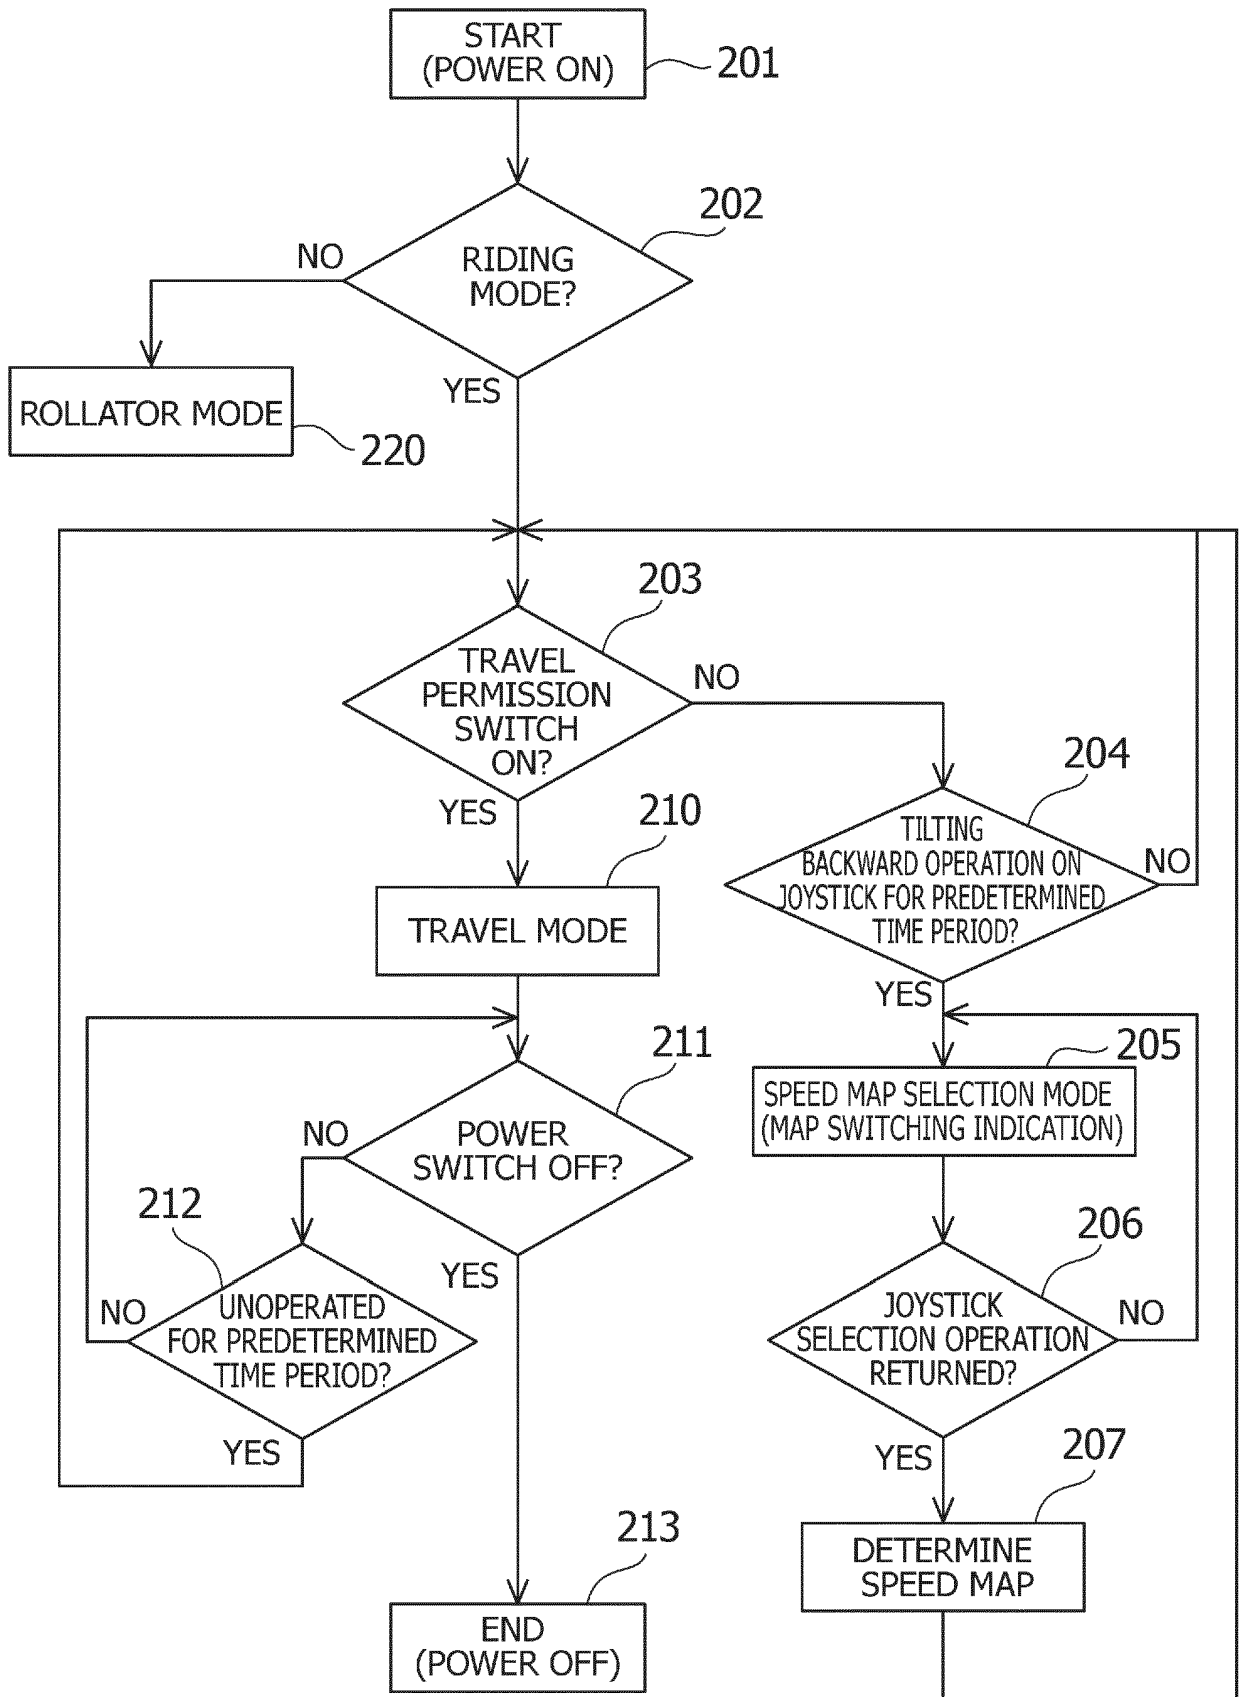 START
(POWER ON)
201
202
NO
RIDING
MODE?
YES
ROLLATOR MODE
220
203
TRAVEL
PERMISSION
SWITCH
ON?
NO
YES
204
TILTING
BACKWARD OPERATION ON
JOYSTICK FOR PREDETERMINED
TIME PERIOD?
NO
YES
210
TRAVEL MODE
205
SPEED MAP SELECTION MODE
(MAP SWITCHING INDICATION)
211
NO
POWER
SWITCH OFF?
YES
212
NO
UNOPERATED
FOR PREDETERMINED
TIME PERIOD?
YES
206
JOYSTICK
SELECTION OPERATION
RETURNED?
NO
YES
207
DETERMINE
SPEED MAP
213
END
(POWER OFF)